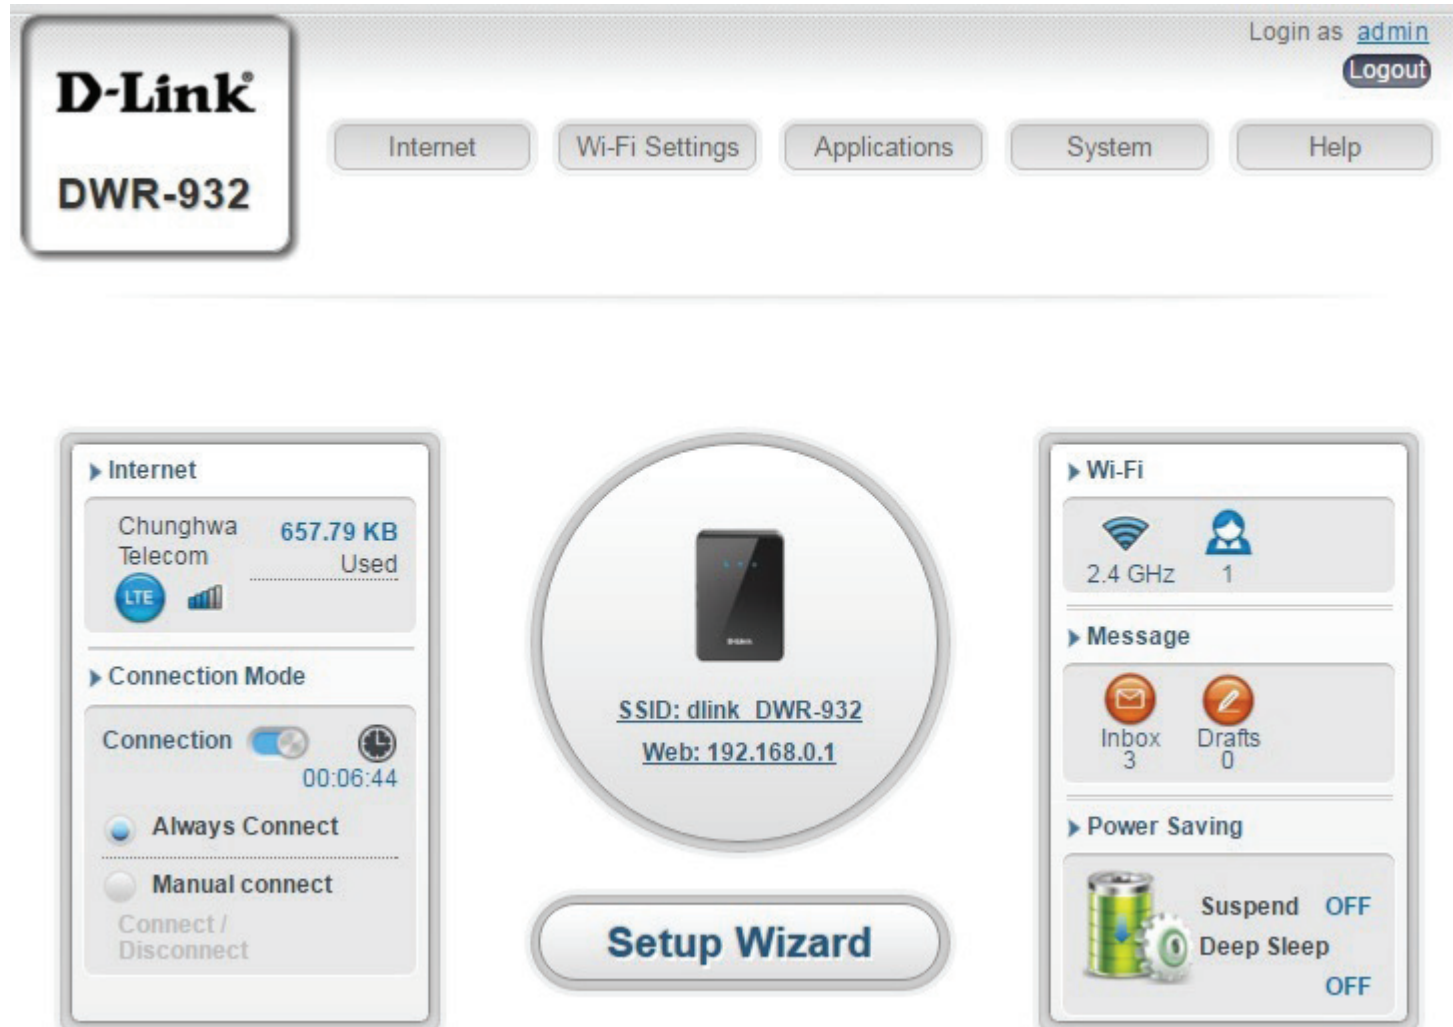 Login as admin
Logout
D-Link®
DWR-932
Internet
Wi-Fi Settings
Applications
System
Help
Internet
Chunghwa
Telecom
657.79 KB
Used
LTE
Connection Mode
Connection
00:06:44
Always Connect
Manual connect
Connect /
Disconnect
D-Link
SSID: dlink_DWR-932
Web: 192.168.0.1
Setup Wizard
Wi-Fi
2.4 GHz
1
Message
Inbox
3
Drafts
0
Power Saving
Suspend OFF
Deep Sleep
OFF